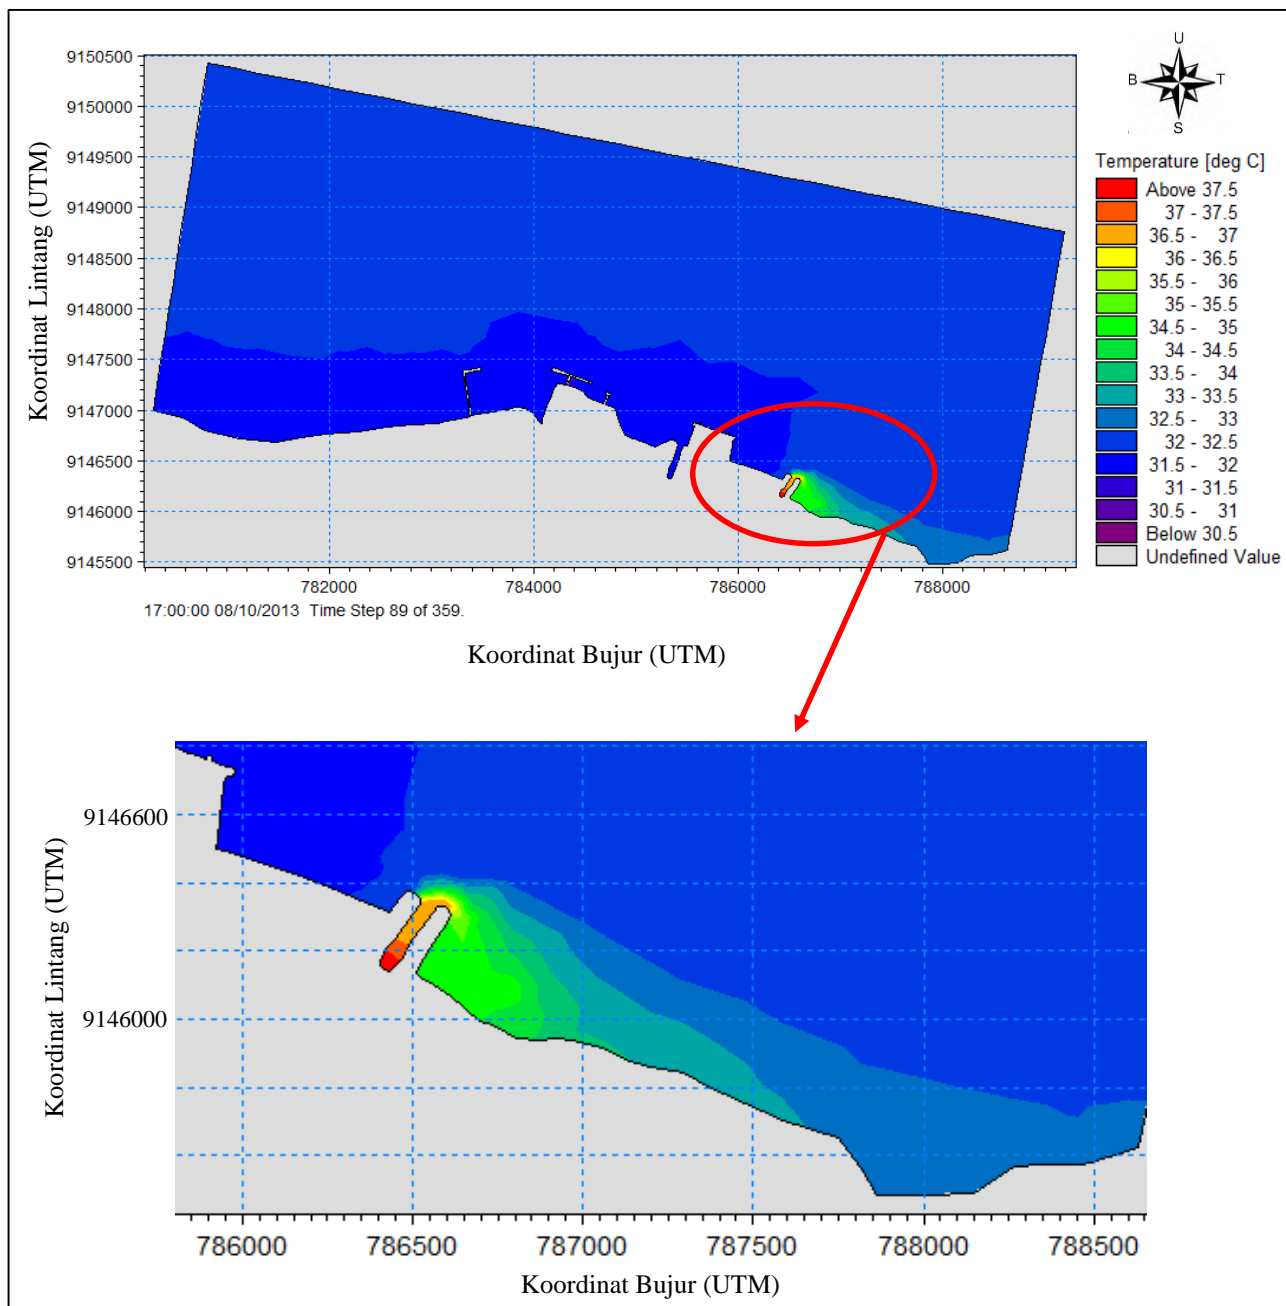 U
B T
S
Koordinat Lintang (UTM)
9150500
9150000
9149500
9149000
9148500
9148000
9147500
9147000
9146500
9146000
9145500
782000 784000 786000 788000
17:00:00 08/10/2013 Time Step 89 of 359.
Koordinat Bujur (UTM)
Temperature [deg C]
Above 37.5
37 - 37.5
36.5 - 37
36 - 36.5
35.5 - 36
35 - 35.5
34.5 - 35
34 - 34.5
33.5 - 34
33 - 33.5
32.5 - 33
32 - 32.5
31.5 - 32
31 - 31.5
30.5 - 31
Below 30.5
Undefined Value
Koordinat Lintang (UTM)
9146600
9146000
786000 786500 787000 787500 788000 788500
Koordinat Bujur (UTM)